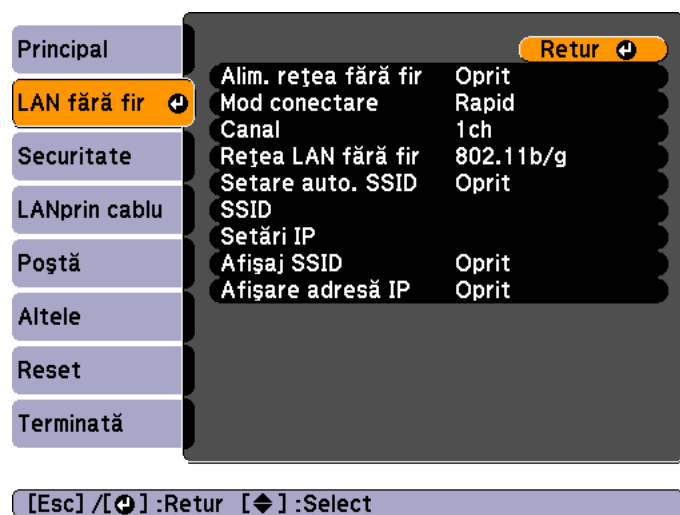 Principal
LAN fără fir
Securitate
LANprin cablu
Poştă
Altele
Reset
Terminată
Retur
Alim. reţea fără fir Oprit
Mod conectare Rapid
Canal 1ch
Reţea LAN fără fir 802.11b/g
Setare auto. SSID Oprit
SSID
Setări IP
Afişaj SSID Oprit
Afişare adresă IP Oprit
[Esc] /[⏎] :Retur [◆] :Select